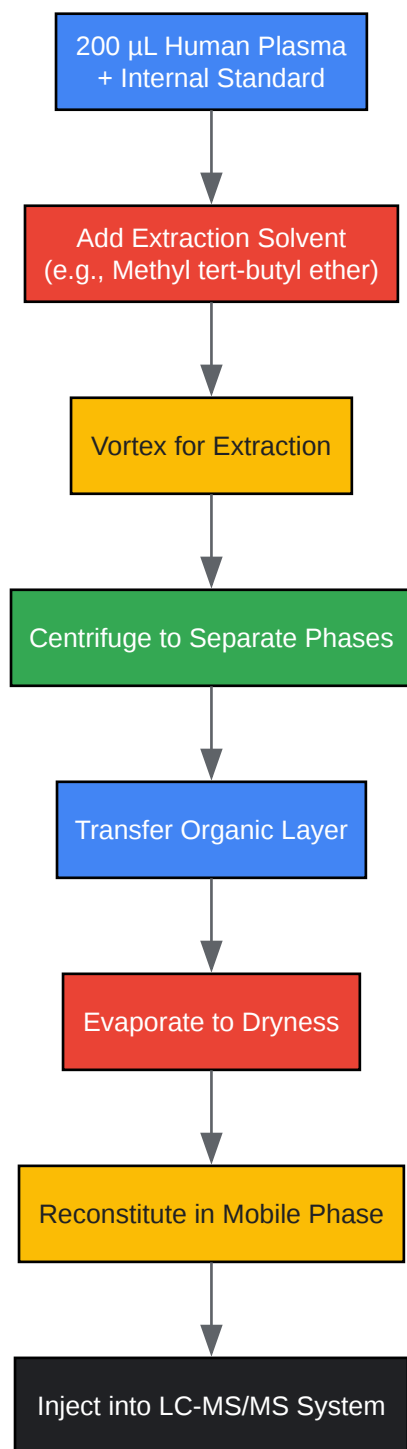 200 µL Human Plasma
+ Internal Standard
Add Extraction Solvent
(e.g., Methyl tert-butyl ether)
Vortex for Extraction
Centrifuge to Separate Phases
Transfer Organic Layer
Evaporate to Dryness
Reconstitute in Mobile Phase
Inject into LC-MS/MS System